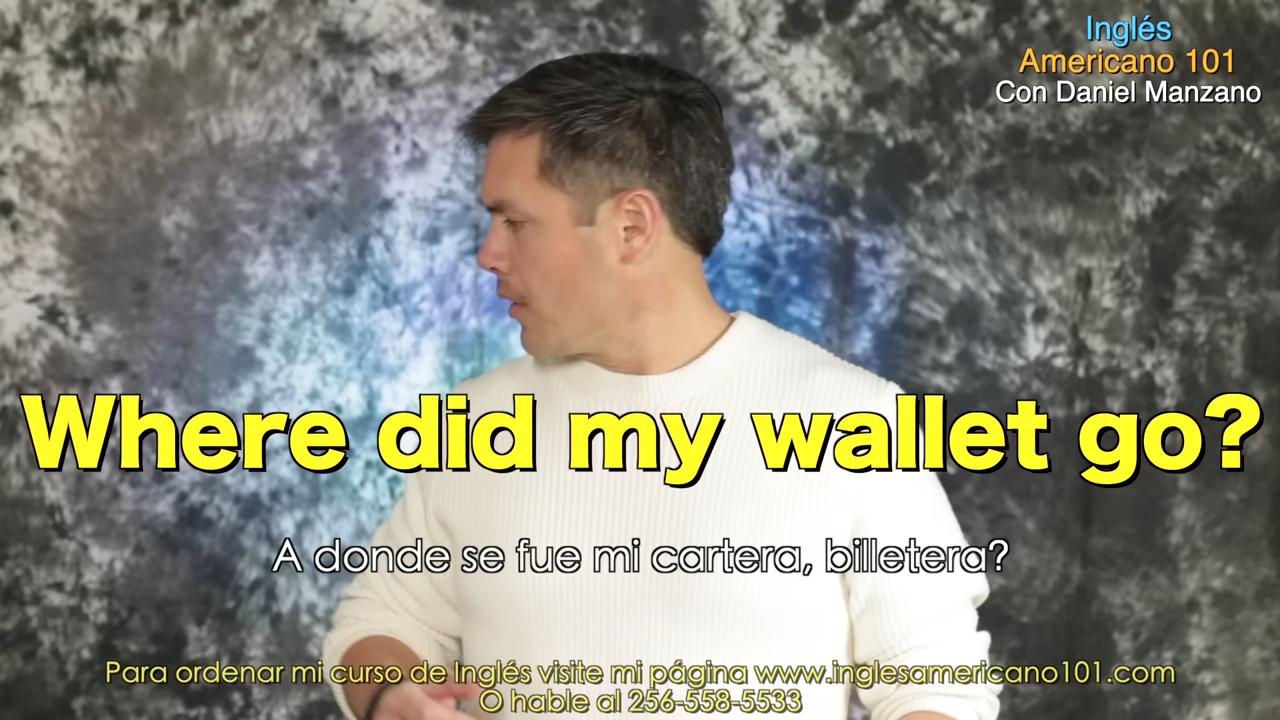 Inglés
Americano 101
Con Daniel Manzano
Where did my wallet go?
A donde se fue mi cartera, billetera?
Para ordenar mi curso de Inglés visite mi página www.inglesamericano101.com
O hable al 256-558-5533